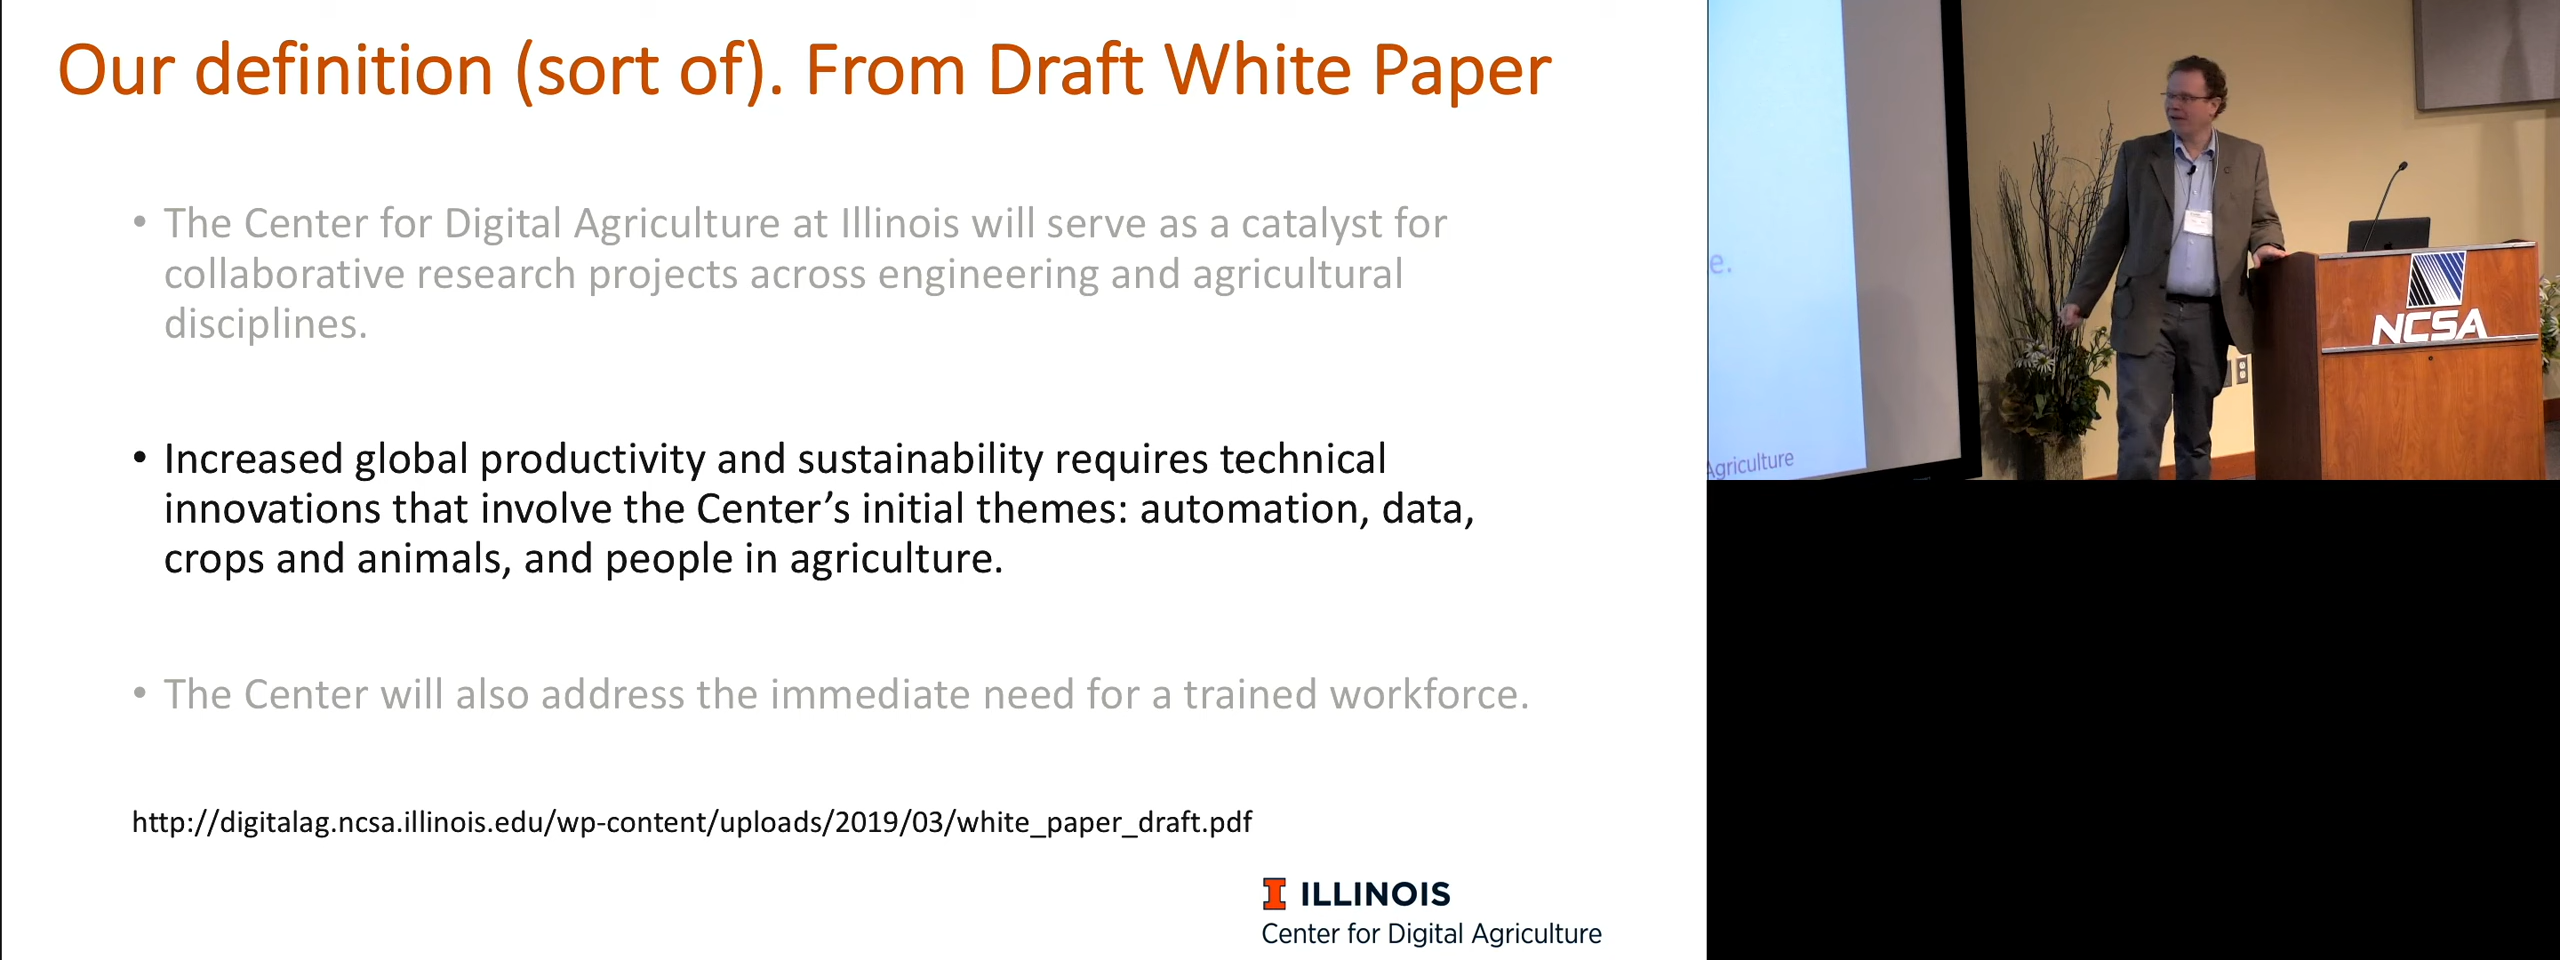 Our definition (sort of). From Draft White Paper
• The Center for Digital Agriculture at Illinois will serve as a catalyst for
collaborative research projects across engineering and agricultural
disciplines.
• Increased global productivity and sustainability requires technical
innovations that involve the Center’s initial themes: automation, data,
crops and animals, and people in agriculture.
• The Center will also address the immediate need for a trained workforce.
http://digitalag.ncsa.illinois.edu/wp-content/uploads/2019/03/white_paper_draft.pdf
I ILLINOIS
Center for Digital Agriculture
e.
Agriculture
NCSA